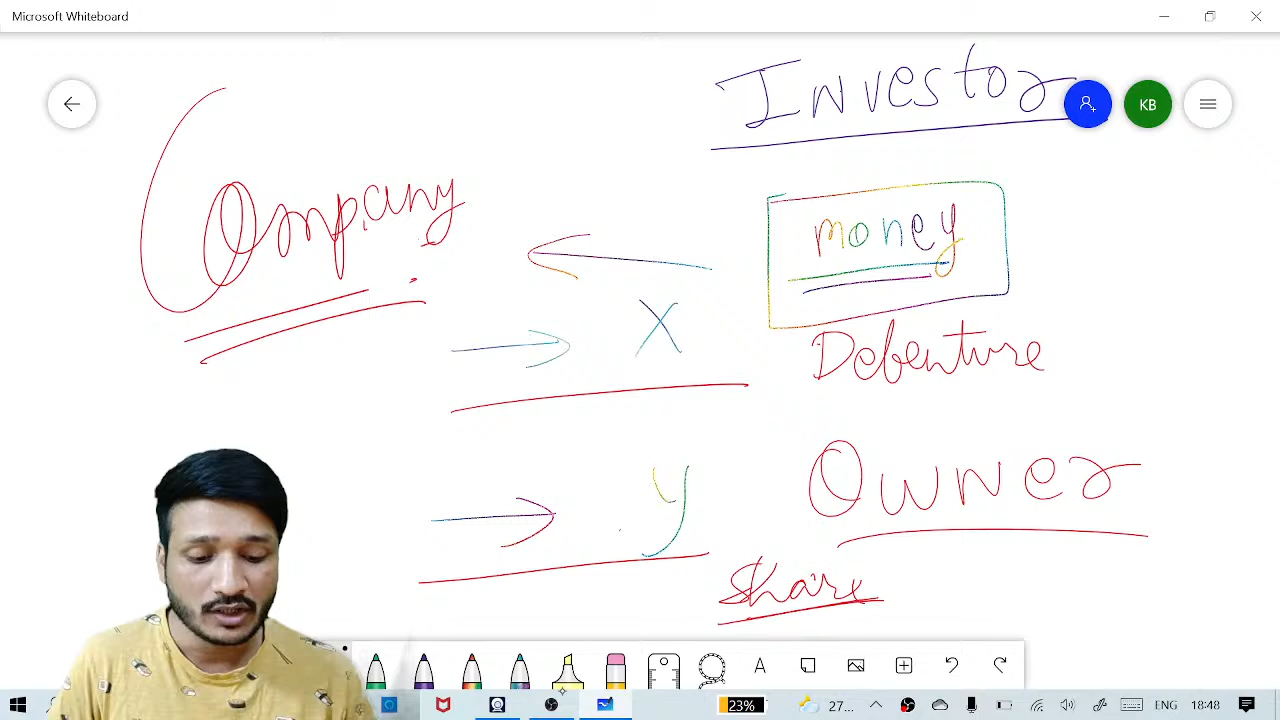 Microsoft Whiteboard
Investor
KB
Company
money
X
Debenture
Owner
y
Share
A
23%
27...
ENG
18:48